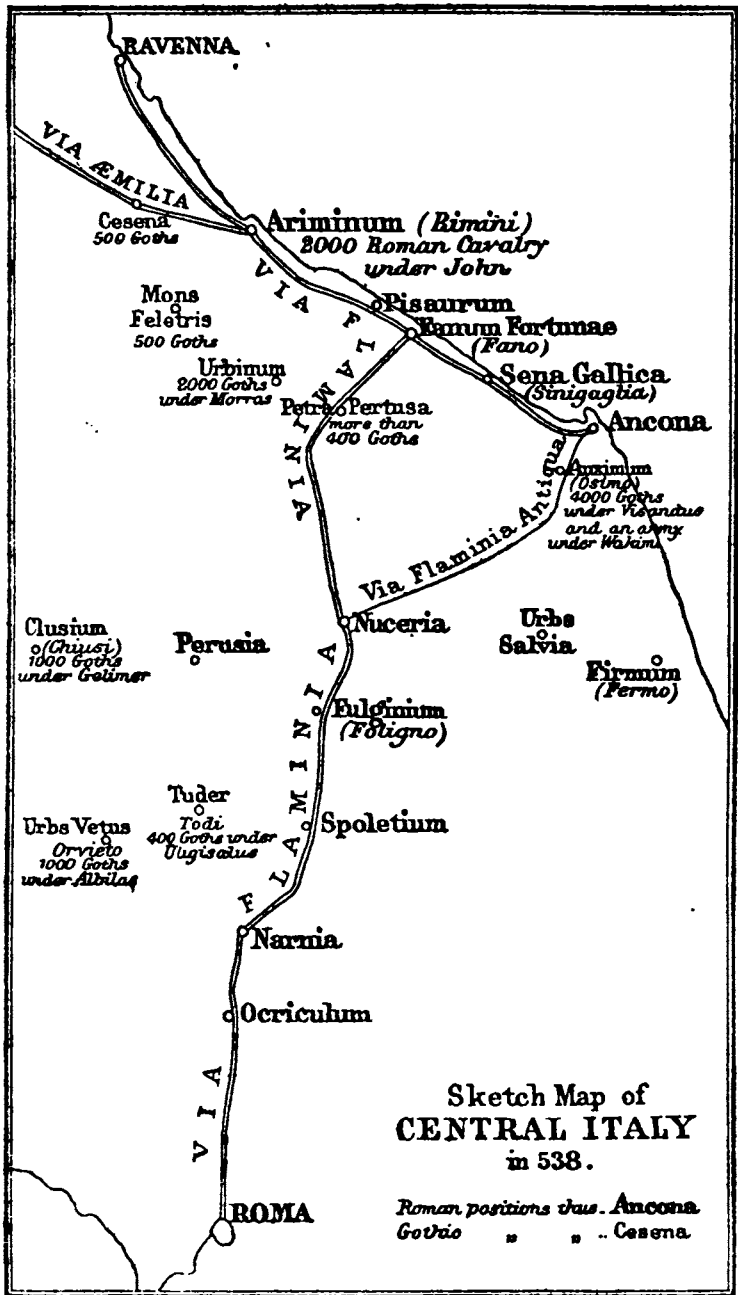 RAVENNA
VIA ÆMILIA
Cesena
500 Goths
Ariminum (Rimini)
2000 Roman Cavalry
under John
VIA FLAMINIA
Mons
Feletris
500 Goths
Pisaurum
Fanum Fortunae
(Fano)
Urbinum
2000 Goths
under Morras
Sena Gallica
(Sinigaglia)
Petra Pertusa
more than
400 Goths
Ancona
Auximum
(Osimo)
4000 Goths
under Visandus
and an army
under Wakim
Via Flaminia Antiqua
Nuceria
Clusium
(Chiusi)
1000 Goths
under Gelimer
Perusia
Urbs
Salvia
Firmum
(Fermo)
Fulginium
(Foligno)
VIA FLAMINIA
Tuder
Todi
400 Goths under
Uligisalus
Urbs Vetus
Orvieto
1000 Goths
under Albilas
Spoletium
Narnia
Ocriculum
ROMA
Sketch Map of
CENTRAL ITALY
in 538.
Roman positions thus.. Ancona
Gothic " " .. Cesena